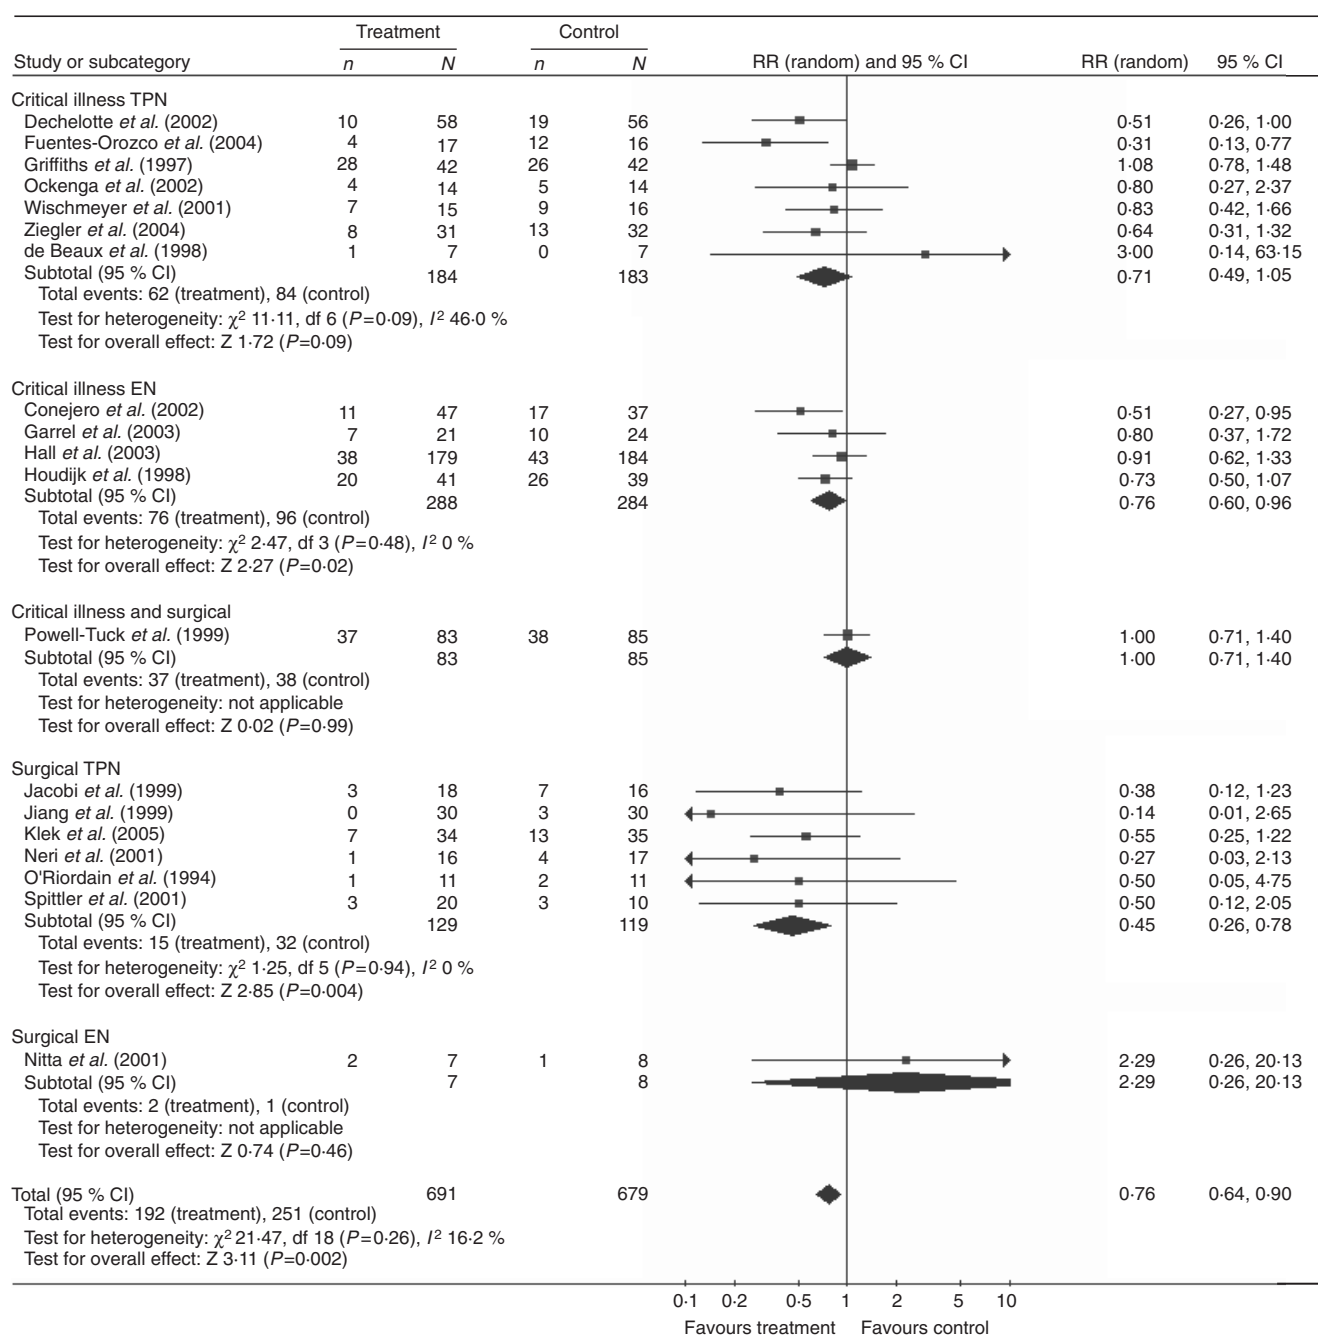 Treatment Control
Study or subcategory n N n N RR (random) and 95 % CI RR (random) 95 % CI
Critical illness TPN
Dechelotte et al. (2002) 10 58 19 56 0·51 0·26, 1·00
Fuentes-Orozco et al. (2004) 4 17 12 16 0·31 0·13, 0·77
Griffiths et al. (1997) 28 42 26 42 1·08 0·78, 1·48
Ockenga et al. (2002) 4 14 5 14 0·80 0·27, 2·37
Wischmeyer et al. (2001) 7 15 9 16 0·83 0·42, 1·66
Ziegler et al. (2004) 8 31 13 32 0·64 0·31, 1·32
de Beaux et al. (1998) 1 7 0 7 3·00 0·14, 63·15
Subtotal (95 % CI) 184 183 0·71 0·49, 1·05
Total events: 62 (treatment), 84 (control)
Test for heterogeneity: χ² 11·11, df 6 (P=0·09), I² 46·0 %
Test for overall effect: Z 1·72 (P=0·09)
Critical illness EN
Conejero et al. (2002) 11 47 17 37 0·51 0·27, 0·95
Garrel et al. (2003) 7 21 10 24 0·80 0·37, 1·72
Hall et al. (2003) 38 179 43 184 0·91 0·62, 1·33
Houdijk et al. (1998) 20 41 26 39 0·73 0·50, 1·07
Subtotal (95 % CI) 288 284 0·76 0·60, 0·96
Total events: 76 (treatment), 96 (control)
Test for heterogeneity: χ² 2·47, df 3 (P=0·48), I² 0 %
Test for overall effect: Z 2·27 (P=0·02)
Critical illness and surgical
Powell-Tuck et al. (1999) 37 83 38 85 1·00 0·71, 1·40
Subtotal (95 % CI) 83 85 1·00 0·71, 1·40
Total events: 37 (treatment), 38 (control)
Test for heterogeneity: not applicable
Test for overall effect: Z 0·02 (P=0·99)
Surgical TPN
Jacobi et al. (1999) 3 18 7 16 0·38 0·12, 1·23
Jiang et al. (1999) 0 30 3 30 0·14 0·01, 2·65
Klek et al. (2005) 7 34 13 35 0·55 0·25, 1·22
Neri et al. (2001) 1 16 4 17 0·27 0·03, 2·13
O'Riordain et al. (1994) 1 11 2 11 0·50 0·05, 4·75
Spittler et al. (2001) 3 20 3 10 0·50 0·12, 2·05
Subtotal (95 % CI) 129 119 0·45 0·26, 0·78
Total events: 15 (treatment), 32 (control)
Test for heterogeneity: χ² 1·25, df 5 (P=0·94), I² 0 %
Test for overall effect: Z 2·85 (P=0·004)
Surgical EN
Nitta et al. (2001) 2 7 1 8 2·29 0·26, 20·13
Subtotal (95 % CI) 7 8 2·29 0·26, 20·13
Total events: 2 (treatment), 1 (control)
Test for heterogeneity: not applicable
Test for overall effect: Z 0·74 (P=0·46)
Total (95 % CI) 691 679 0·76 0·64, 0·90
Total events: 192 (treatment), 251 (control)
Test for heterogeneity: χ² 21·47, df 18 (P=0·26), I² 16·2 %
Test for overall effect: Z 3·11 (P=0·002)
0·1 0·2 0·5 1 2 5 10
Favours treatment Favours control